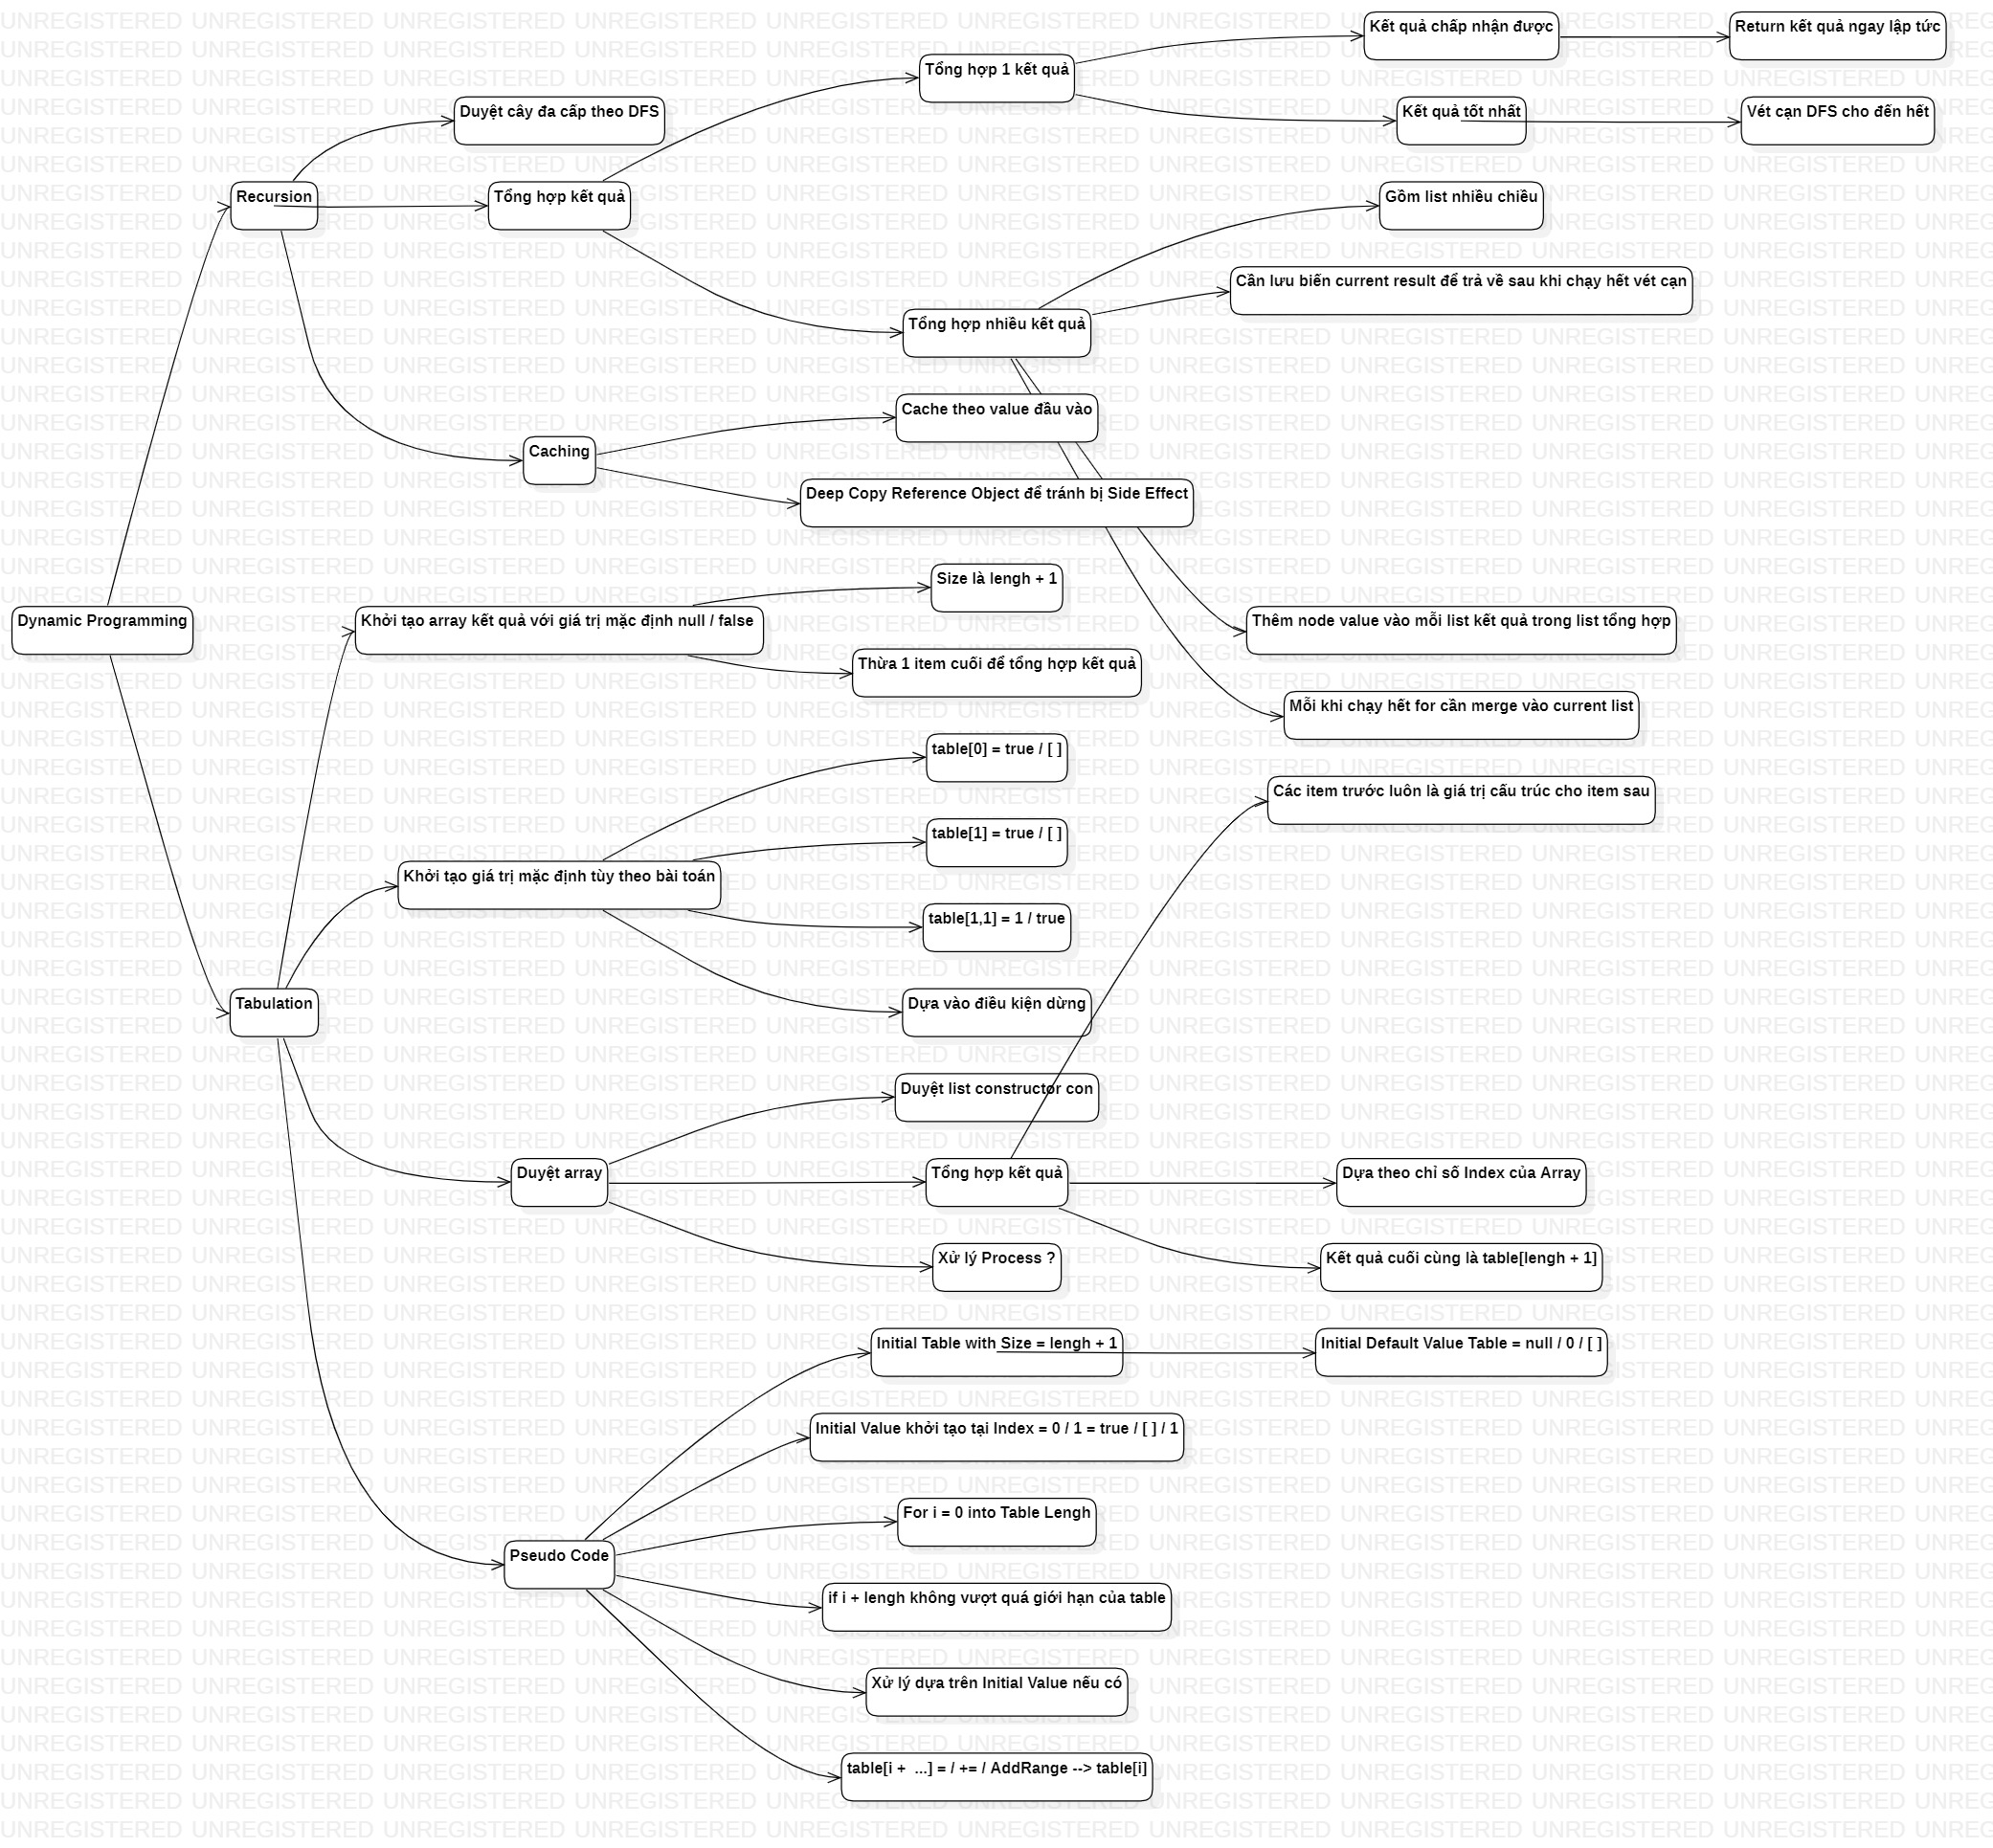 Kết quả chấp nhận được
Return kết quả ngay lập tức
Tổng hợp 1 kết quả
Duyệt cây đa cấp theo DFS
Kết quả tốt nhất
Vét cạn DFS cho đến hết
Recursion
Tổng hợp kết quả
Gồm list nhiều chiều
Cần lưu biến current result để trả về sau khi chạy hết vét cạn
Tổng hợp nhiều kết quả
Cache theo value đầu vào
Caching
Deep Copy Reference Object để tránh bị Side Effect
Size là lengh + 1
Dynamic Programming
Khởi tạo array kết quả với giá trị mặc định null / false
Thêm node value vào mỗi list kết quả trong list tổng hợp
Thừa 1 item cuối để tổng hợp kết quả
Mỗi khi chạy hết for cần merge vào current list
table[0] = true / [ ]
Các item trước luôn là giá trị cấu trúc cho item sau
table[1] = true / [ ]
Khởi tạo giá trị mặc định tùy theo bài toán
table[1,1] = 1 / true
Tabulation
Dựa vào điều kiện dừng
Duyệt list constructor con
Duyệt array
Tổng hợp kết quả
Dựa theo chỉ số Index của Array
Xử lý Process ?
Kết quả cuối cùng là table[lengh + 1]
Initial Table with Size = lengh + 1
Initial Default Value Table = null / 0 / [ ]
Initial Value khởi tạo tại Index = 0 / 1 = true / [ ] / 1
For i = 0 into Table Lengh
Pseudo Code
if i + lengh không vượt quá giới hạn của table
Xử lý dựa trên Initial Value nếu có
table[i +  ...] = / += / AddRange --> table[i]
UNREGISTERED